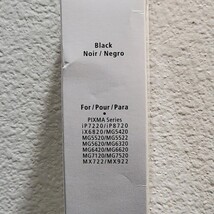 Black
Noir / Negro
For / Pour / Para
*
PIXMA Series
iP7220 / iP8720
iX6820 / MG5420
MG5520 / MG5522
MG5620 / MG6320
MG6420 / MG6620
MG7120 / MG7520
MX722 / MX922